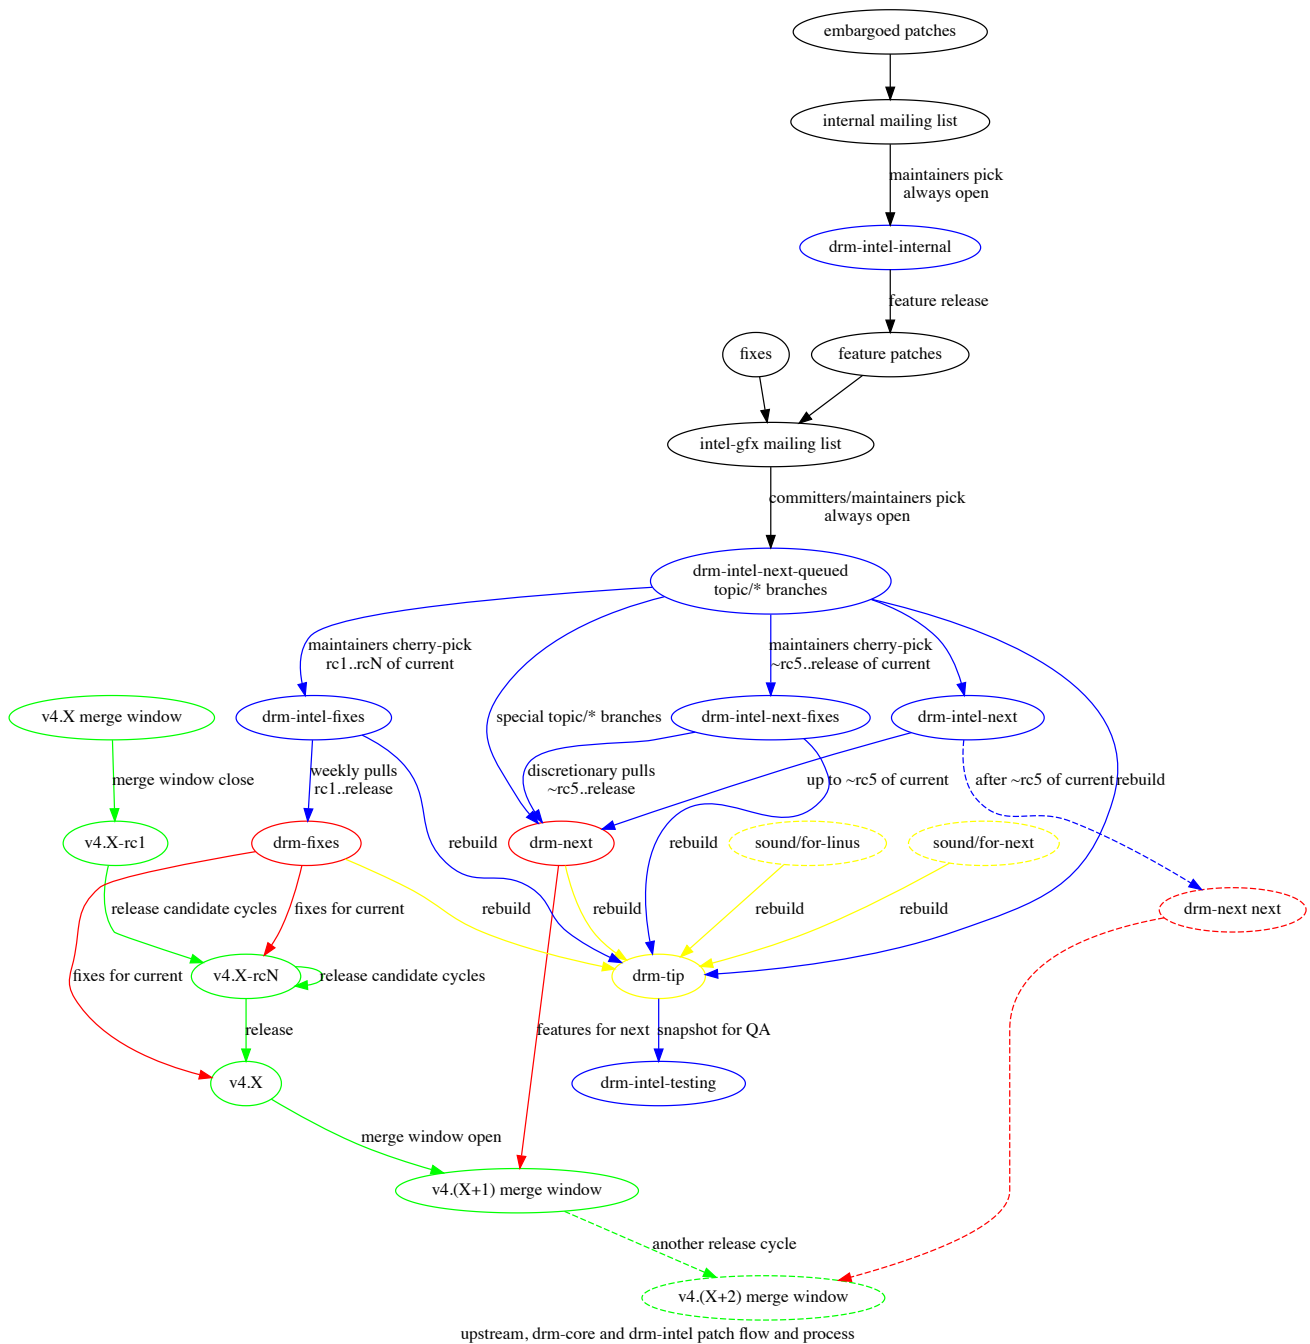 embargoed patches
internal mailing list
maintainers pick
always open
drm-intel-internal
feature release
fixes
feature patches
intel-gfx mailing list
committers/maintainers pick
always open
drm-intel-next-queued
topic/* branches
maintainers cherry-pick
rc1..rcN of current
maintainers cherry-pick
~rc5..release of current
v4.X merge window
drm-intel-fixes
special topic/* branches
drm-intel-next-fixes
drm-intel-next
merge window close
weekly pulls
rc1..release
discretionary pulls
~rc5..release
up to ~rc5 of current
after ~rc5 of current
rebuild
v4.X-rc1
drm-fixes
rebuild
drm-next
rebuild
sound/for-linus
sound/for-next
release candidate cycles
fixes for current
rebuild
rebuild
rebuild
rebuild
drm-next next
fixes for current
v4.X-rcN
release candidate cycles
drm-tip
release
features for next
snapshot for QA
v4.X
drm-intel-testing
merge window open
v4.(X+1) merge window
another release cycle
v4.(X+2) merge window
upstream, drm-core and drm-intel patch flow and process